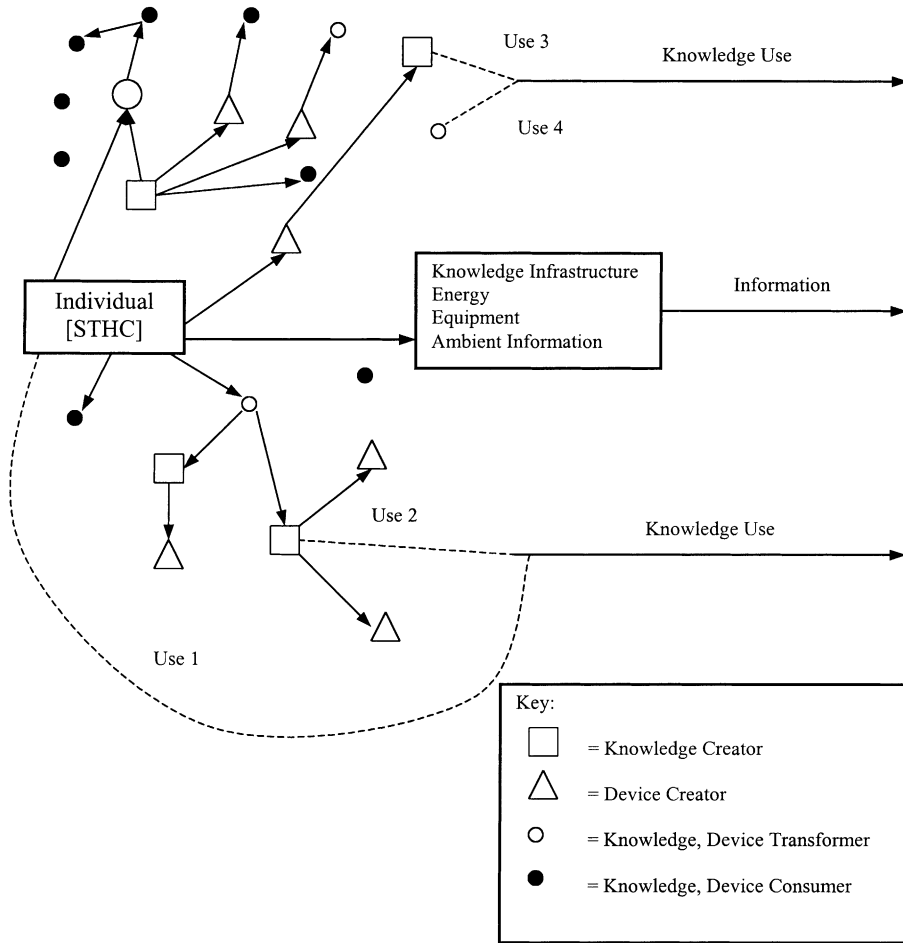 Use 3
Knowledge Use
Use 4
Individual
[STHC]
Knowledge Infrastructure
Energy
Equipment
Ambient Information
Information
Use 2
Knowledge Use
Use 1
Key:
= Knowledge Creator
= Device Creator
= Knowledge, Device Transformer
= Knowledge, Device Consumer